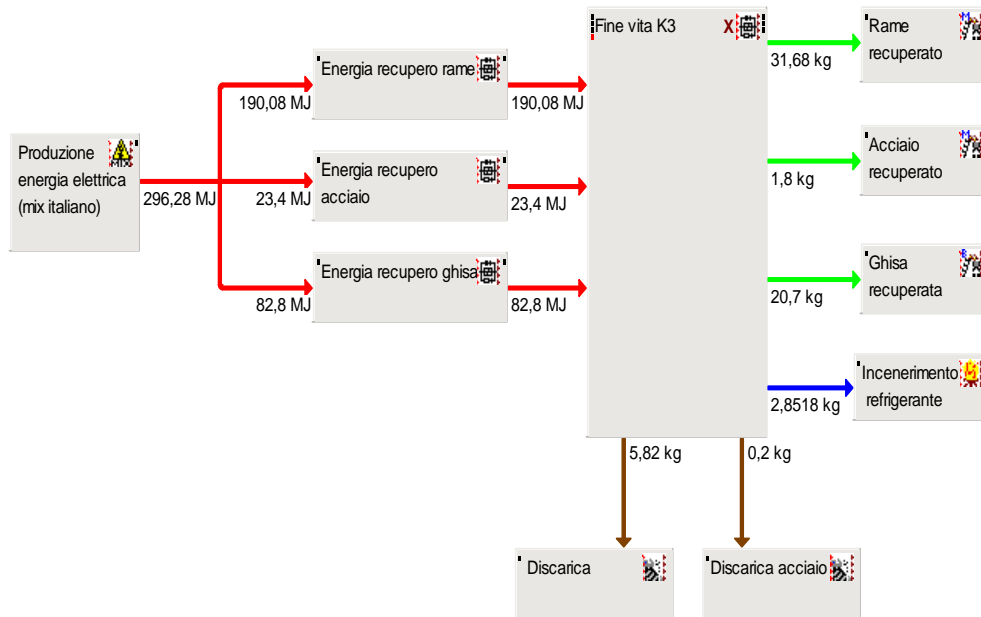 Fine vita K3
X
Rame
recuperato
31,68 kg
Energia recupero rame
190,08 MJ
190,08 MJ
Produzione
energia elettrica
(mix italiano)
MIX
296,28 MJ
Energia recupero
acciaio
23,4 MJ
23,4 MJ
Acciaio
recuperato
1,8 kg
Energia recupero ghisa
82,8 MJ
82,8 MJ
Ghisa
recuperata
20,7 kg
Incenerimento
refrigerante
2,8518 kg
5,82 kg
0,2 kg
Discarica
Discarica acciaio